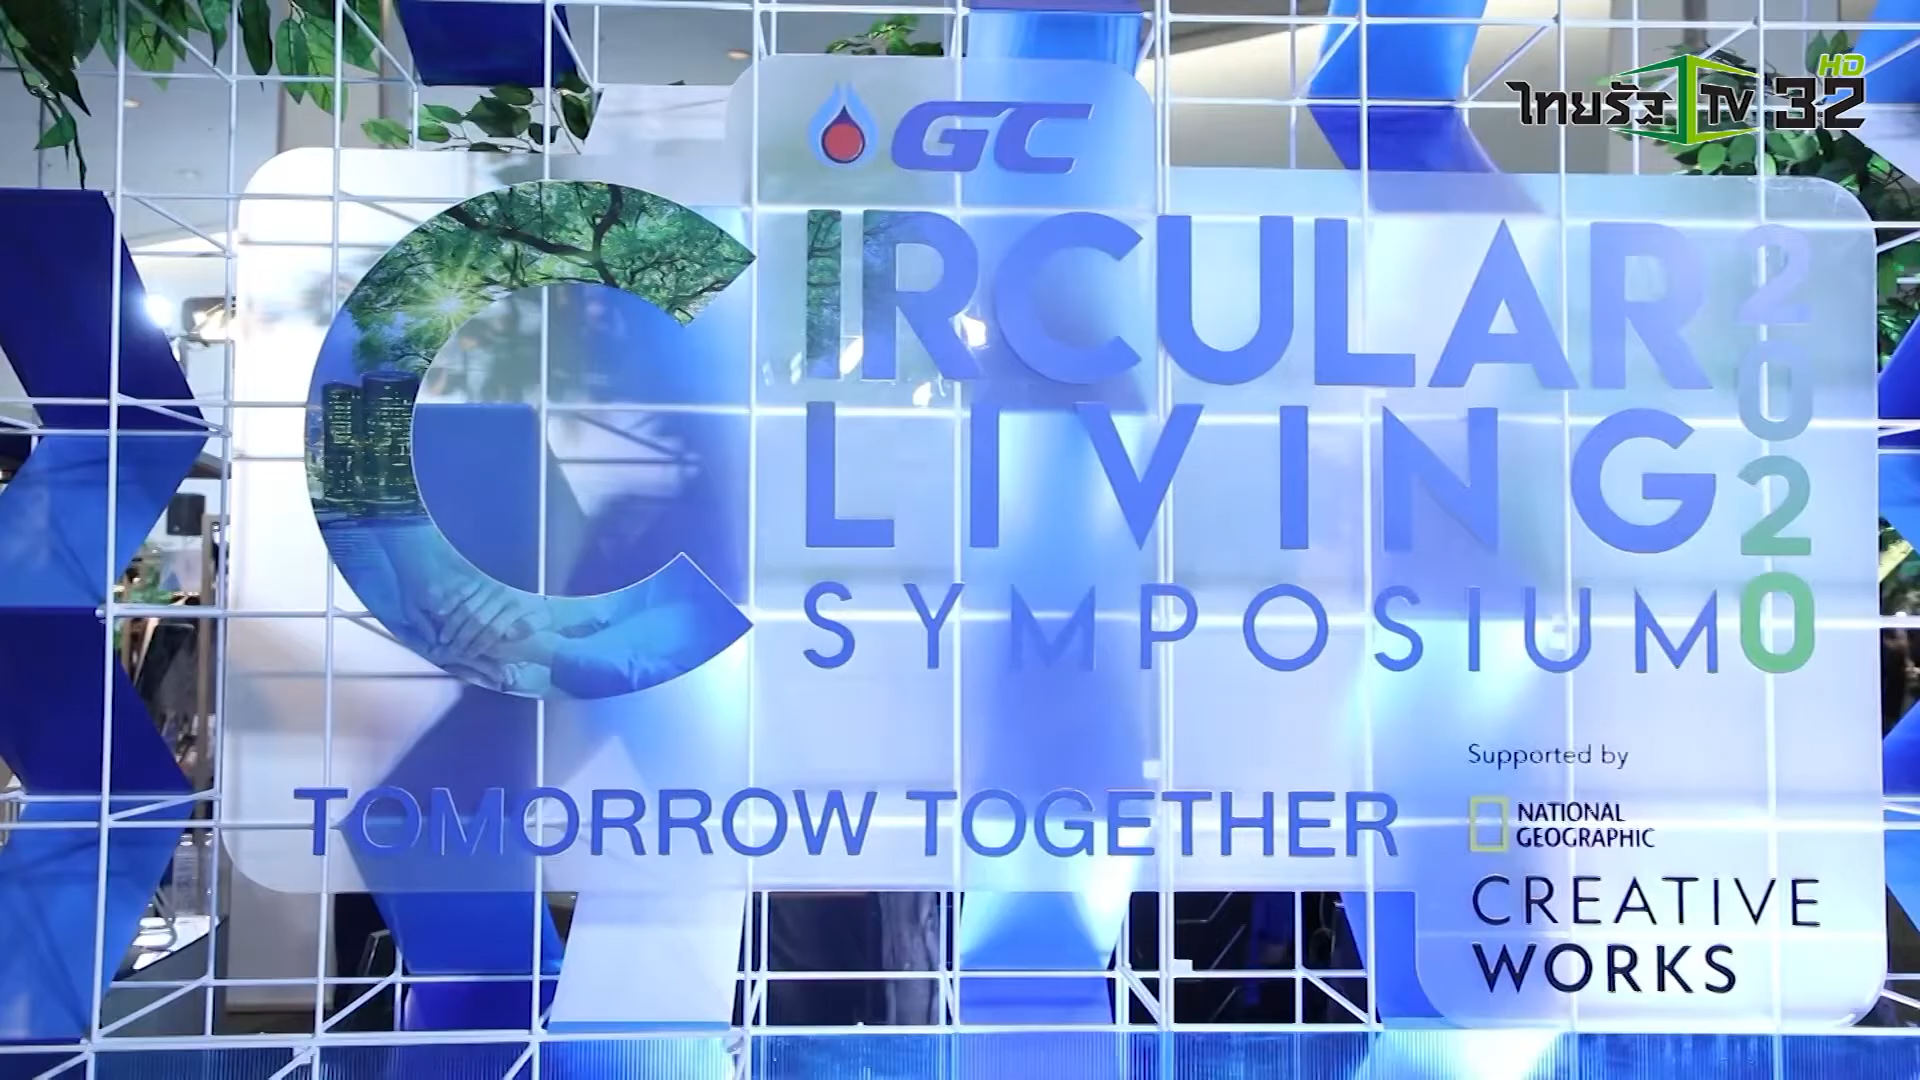 ไทยรัฐ TV 32 HD
GC
CIRCULAR
LIVING
SYMPOSIUM
2020
TOMORROW TOGETHER
Supported by
NATIONAL
GEOGRAPHIC
CREATIVE
WORKS